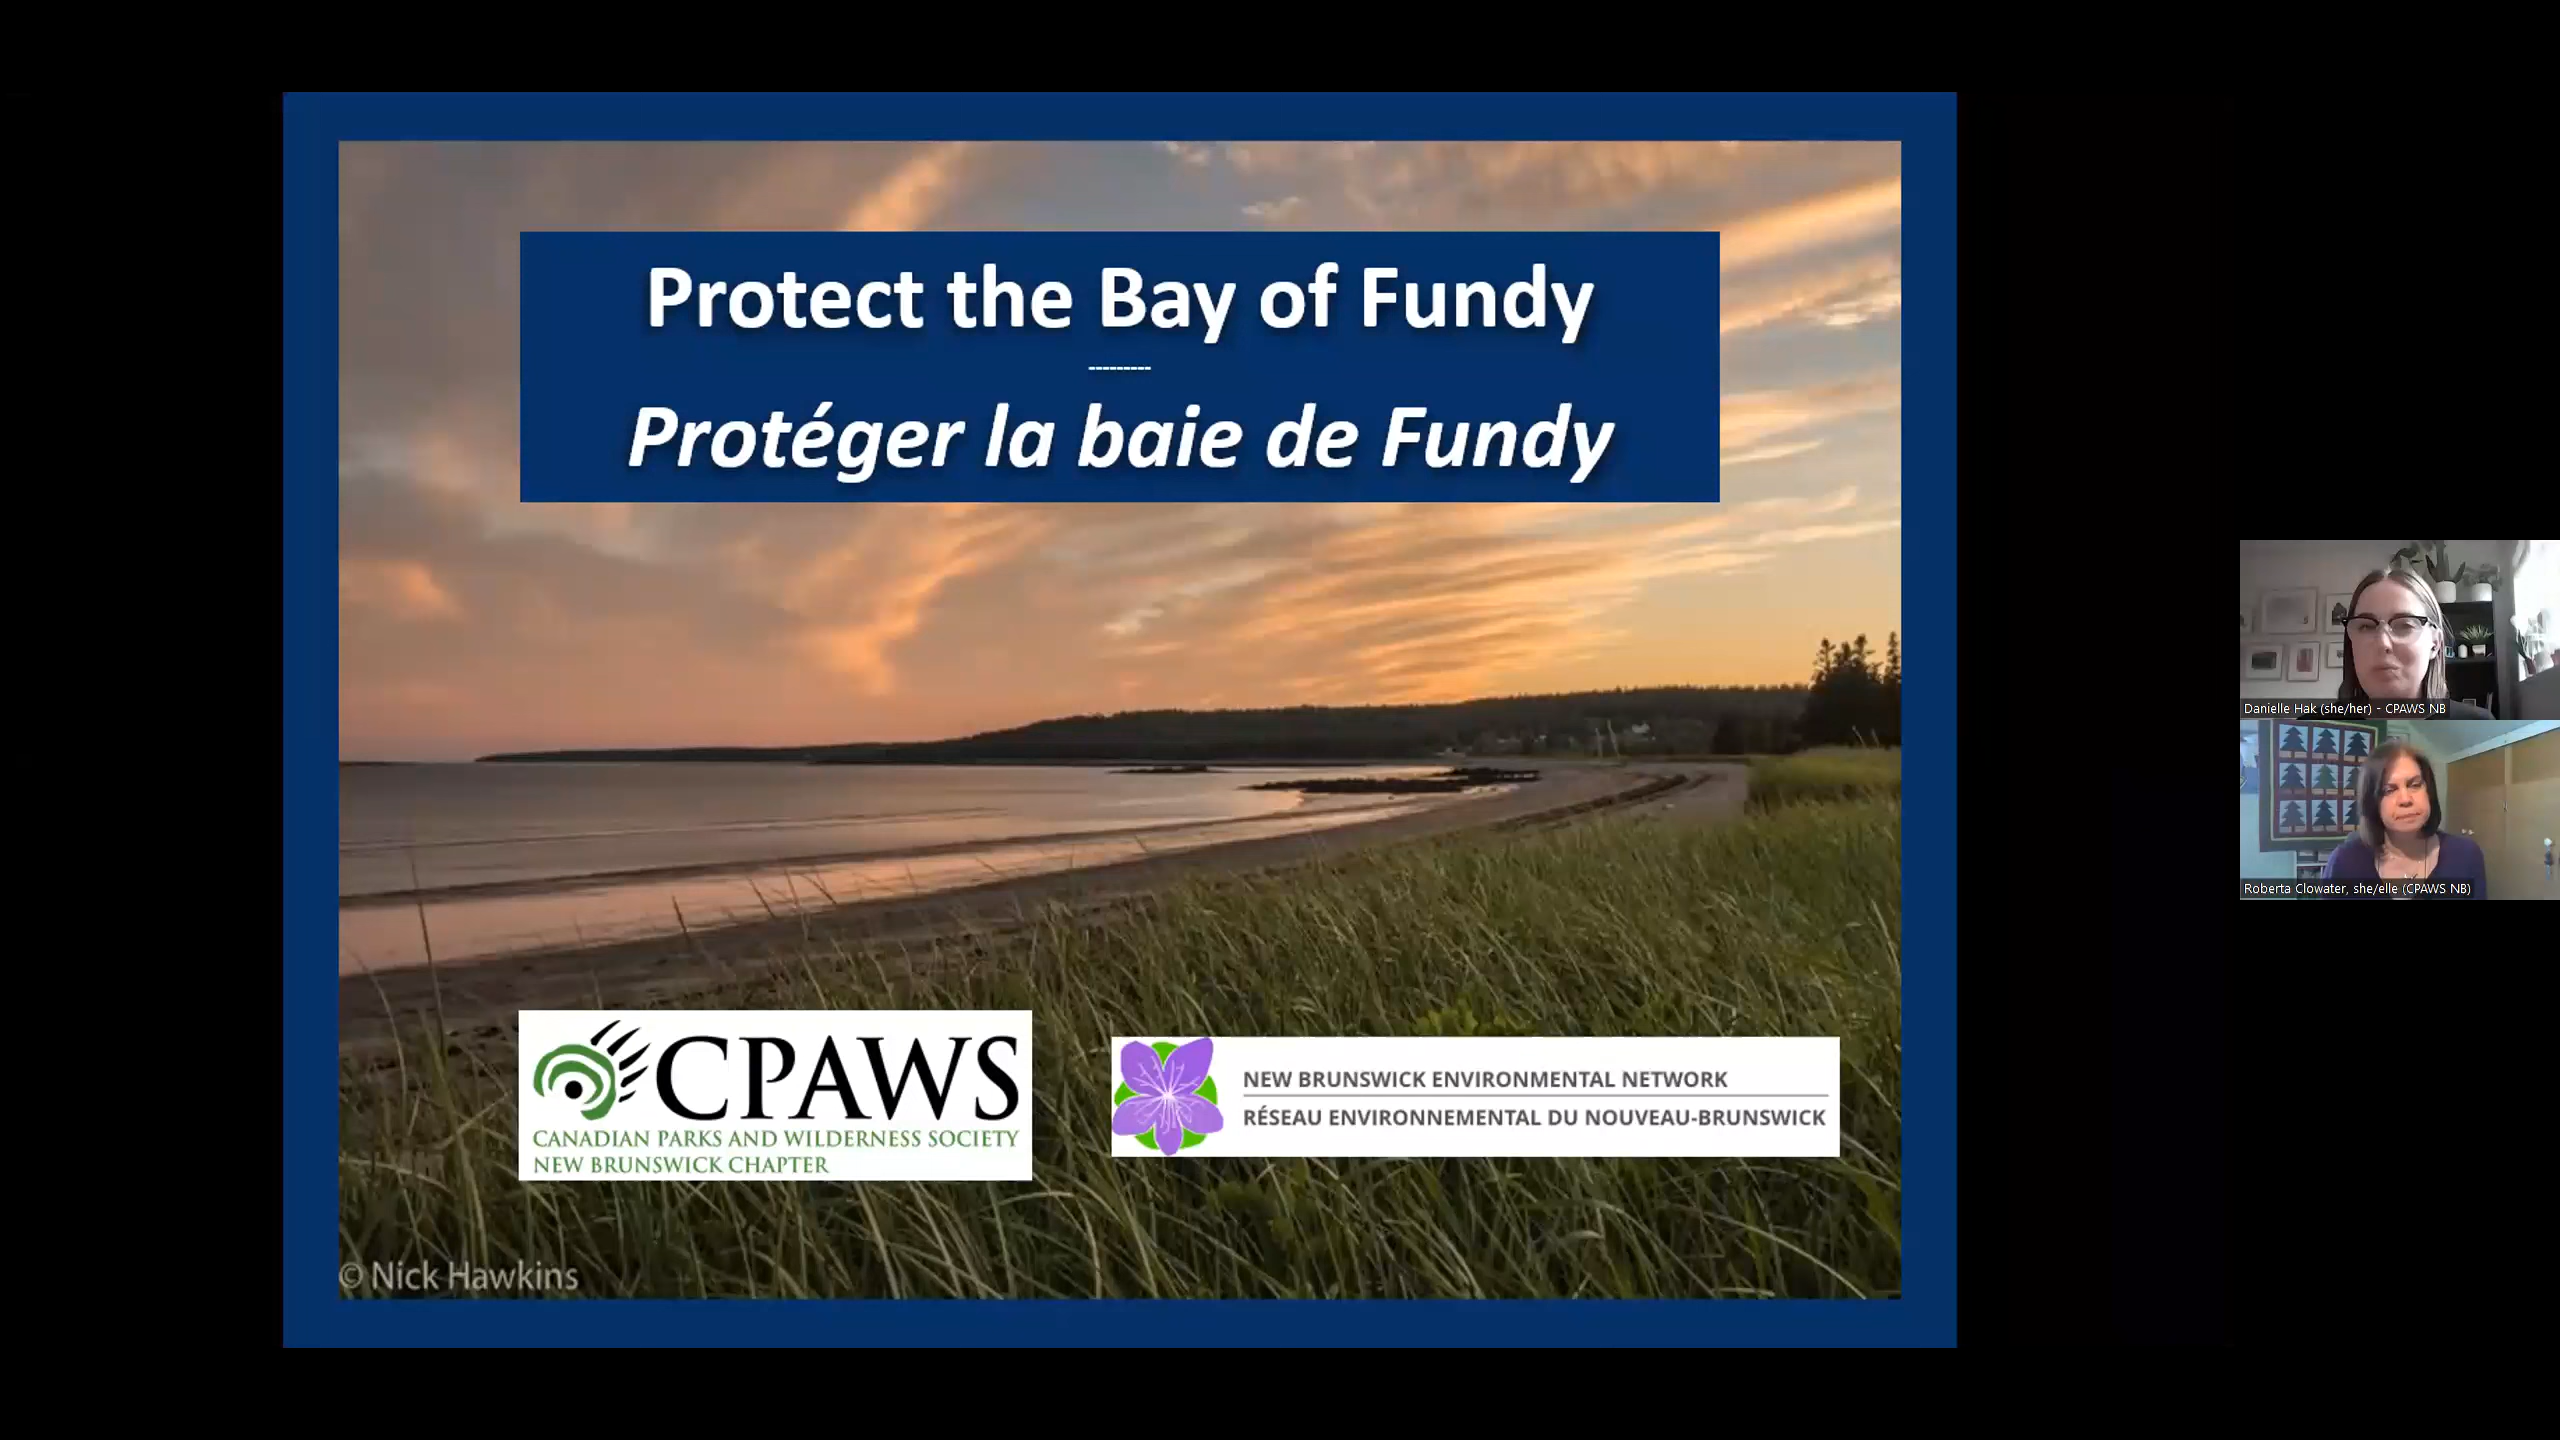 Protect the Bay of Fundy
---------
Protéger la baie de Fundy
CPAWS
CANADIAN PARKS AND WILDERNESS SOCIETY
NEW BRUNSWICK CHAPTER
NEW BRUNSWICK ENVIRONMENTAL NETWORK
RÉSEAU ENVIRONNEMENTAL DU NOUVEAU-BRUNSWICK
© Nick Hawkins
Danielle Hak (she/her) - CPAWS NB
Roberta Clowater, she/elle (CPAWS NB)